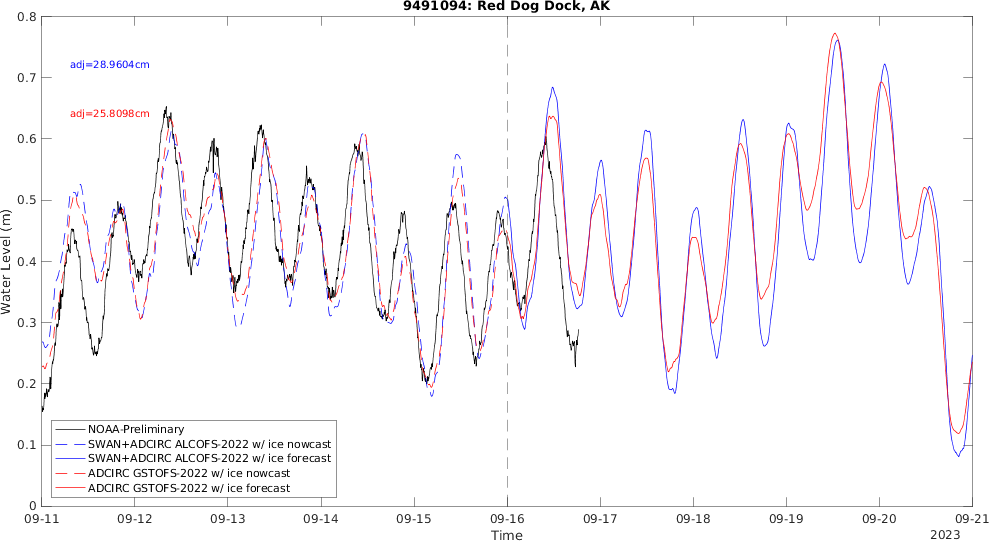 9491094: Red Dog Dock, AK
0.8
0.7
0.6
0.5
0.4
0.3
0.2
0.1
0
Water Level (m)
adj=28.9604cm
adj=25.8098cm
NOAA-Preliminary
SWAN+ADCIRC ALCOFS-2022 w/ ice nowcast
SWAN+ADCIRC ALCOFS-2022 w/ ice forecast
ADCIRC GSTOFS-2022 w/ ice nowcast
ADCIRC GSTOFS-2022 w/ ice forecast
09-11 09-12 09-13 09-14 09-15 09-16 09-17 09-18 09-19 09-20 09-21
Time
2023